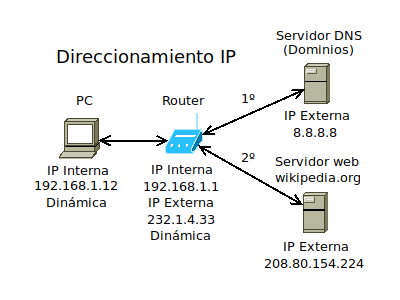 Direccionamiento IP
Servidor DNS
(Dominios)
IP Externa
8.8.8.8
PC
IP Interna
192.168.1.12
Dinámica
Router
IP Interna
192.168.1.1
IP Externa
232.1.4.33
Dinámica
1º
2º
Servidor web
wikipedia.org
IP Externa
208.80.154.224